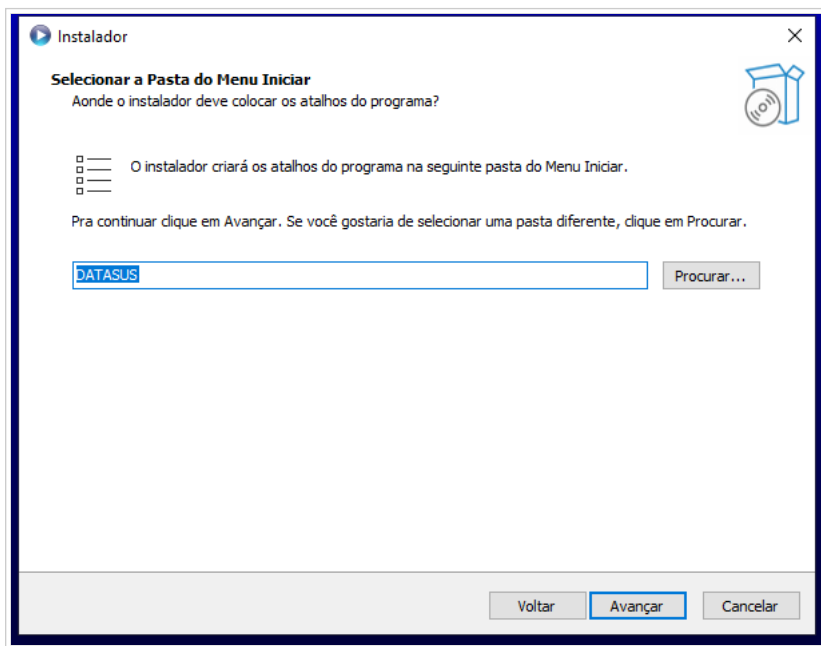 Instalador
Selecionar a Pasta do Menu Iniciar
Aonde o instalador deve colocar os atalhos do programa?
O instalador criará os atalhos do programa na seguinte pasta do Menu Iniciar.
Pra continuar clique em Avançar. Se você gostaria de selecionar uma pasta diferente, clique em Procurar.
DATASUS
Procurar...
Voltar
Avançar
Cancelar